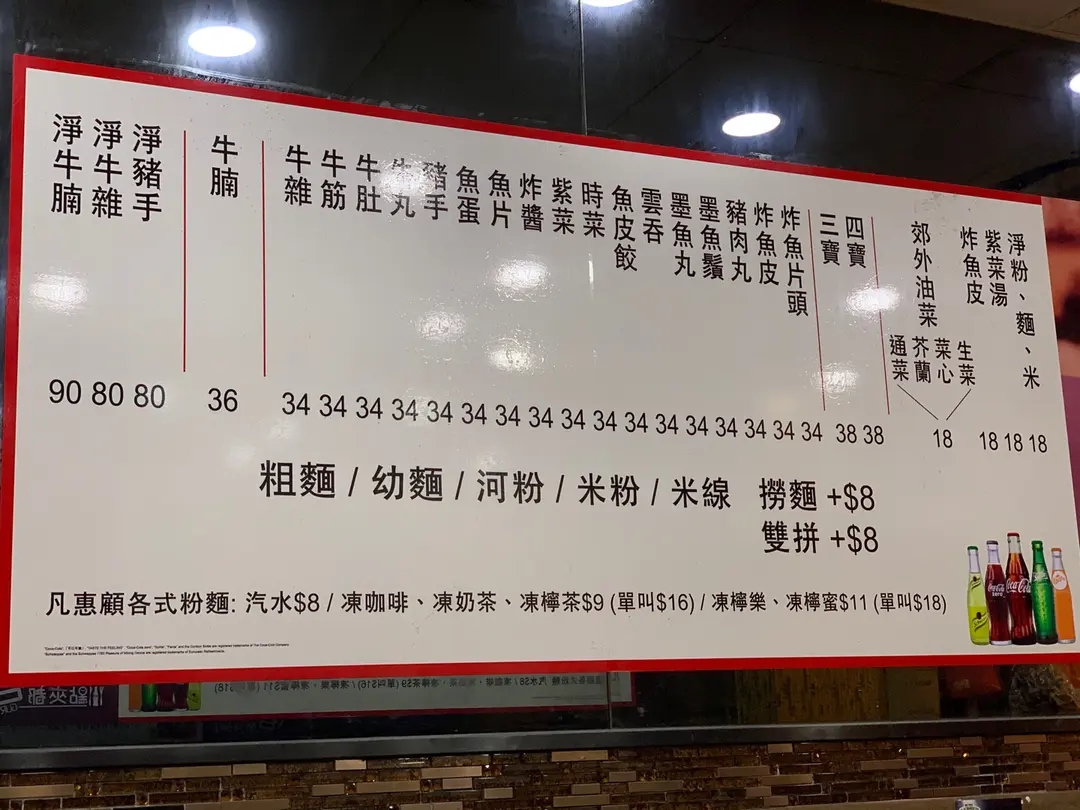 淨牛腩
淨牛雜
淨豬手
牛腩
牛雜
牛筋
牛肚
牛丸
豬手
魚蛋
魚片
炸醬
紫菜
時菜
魚皮餃
雲吞
墨魚丸
墨魚鬚
豬肉丸
炸魚皮
炸魚片頭
三寶
四寶
郊外油菜
通菜
芥蘭
菜心
生菜
炸魚皮
紫菜湯
淨粉、麵、米
90 80 80 36 34 34 34 34 34 34 34 34 34 34 34 34 34 34 34 34 34 38 38 18 18 18 18
粗麵 / 幼麵 / 河粉 / 米粉 / 米線 撈麵 +$8
雙拼 +$8
凡惠顧各式粉麵: 汽水$8 / 凍咖啡、凍奶茶、凍檸茶$9 (單叫$16) / 凍檸樂、凍檸蜜$11 (單叫$18)
Coca-Cola
Coca-Cola